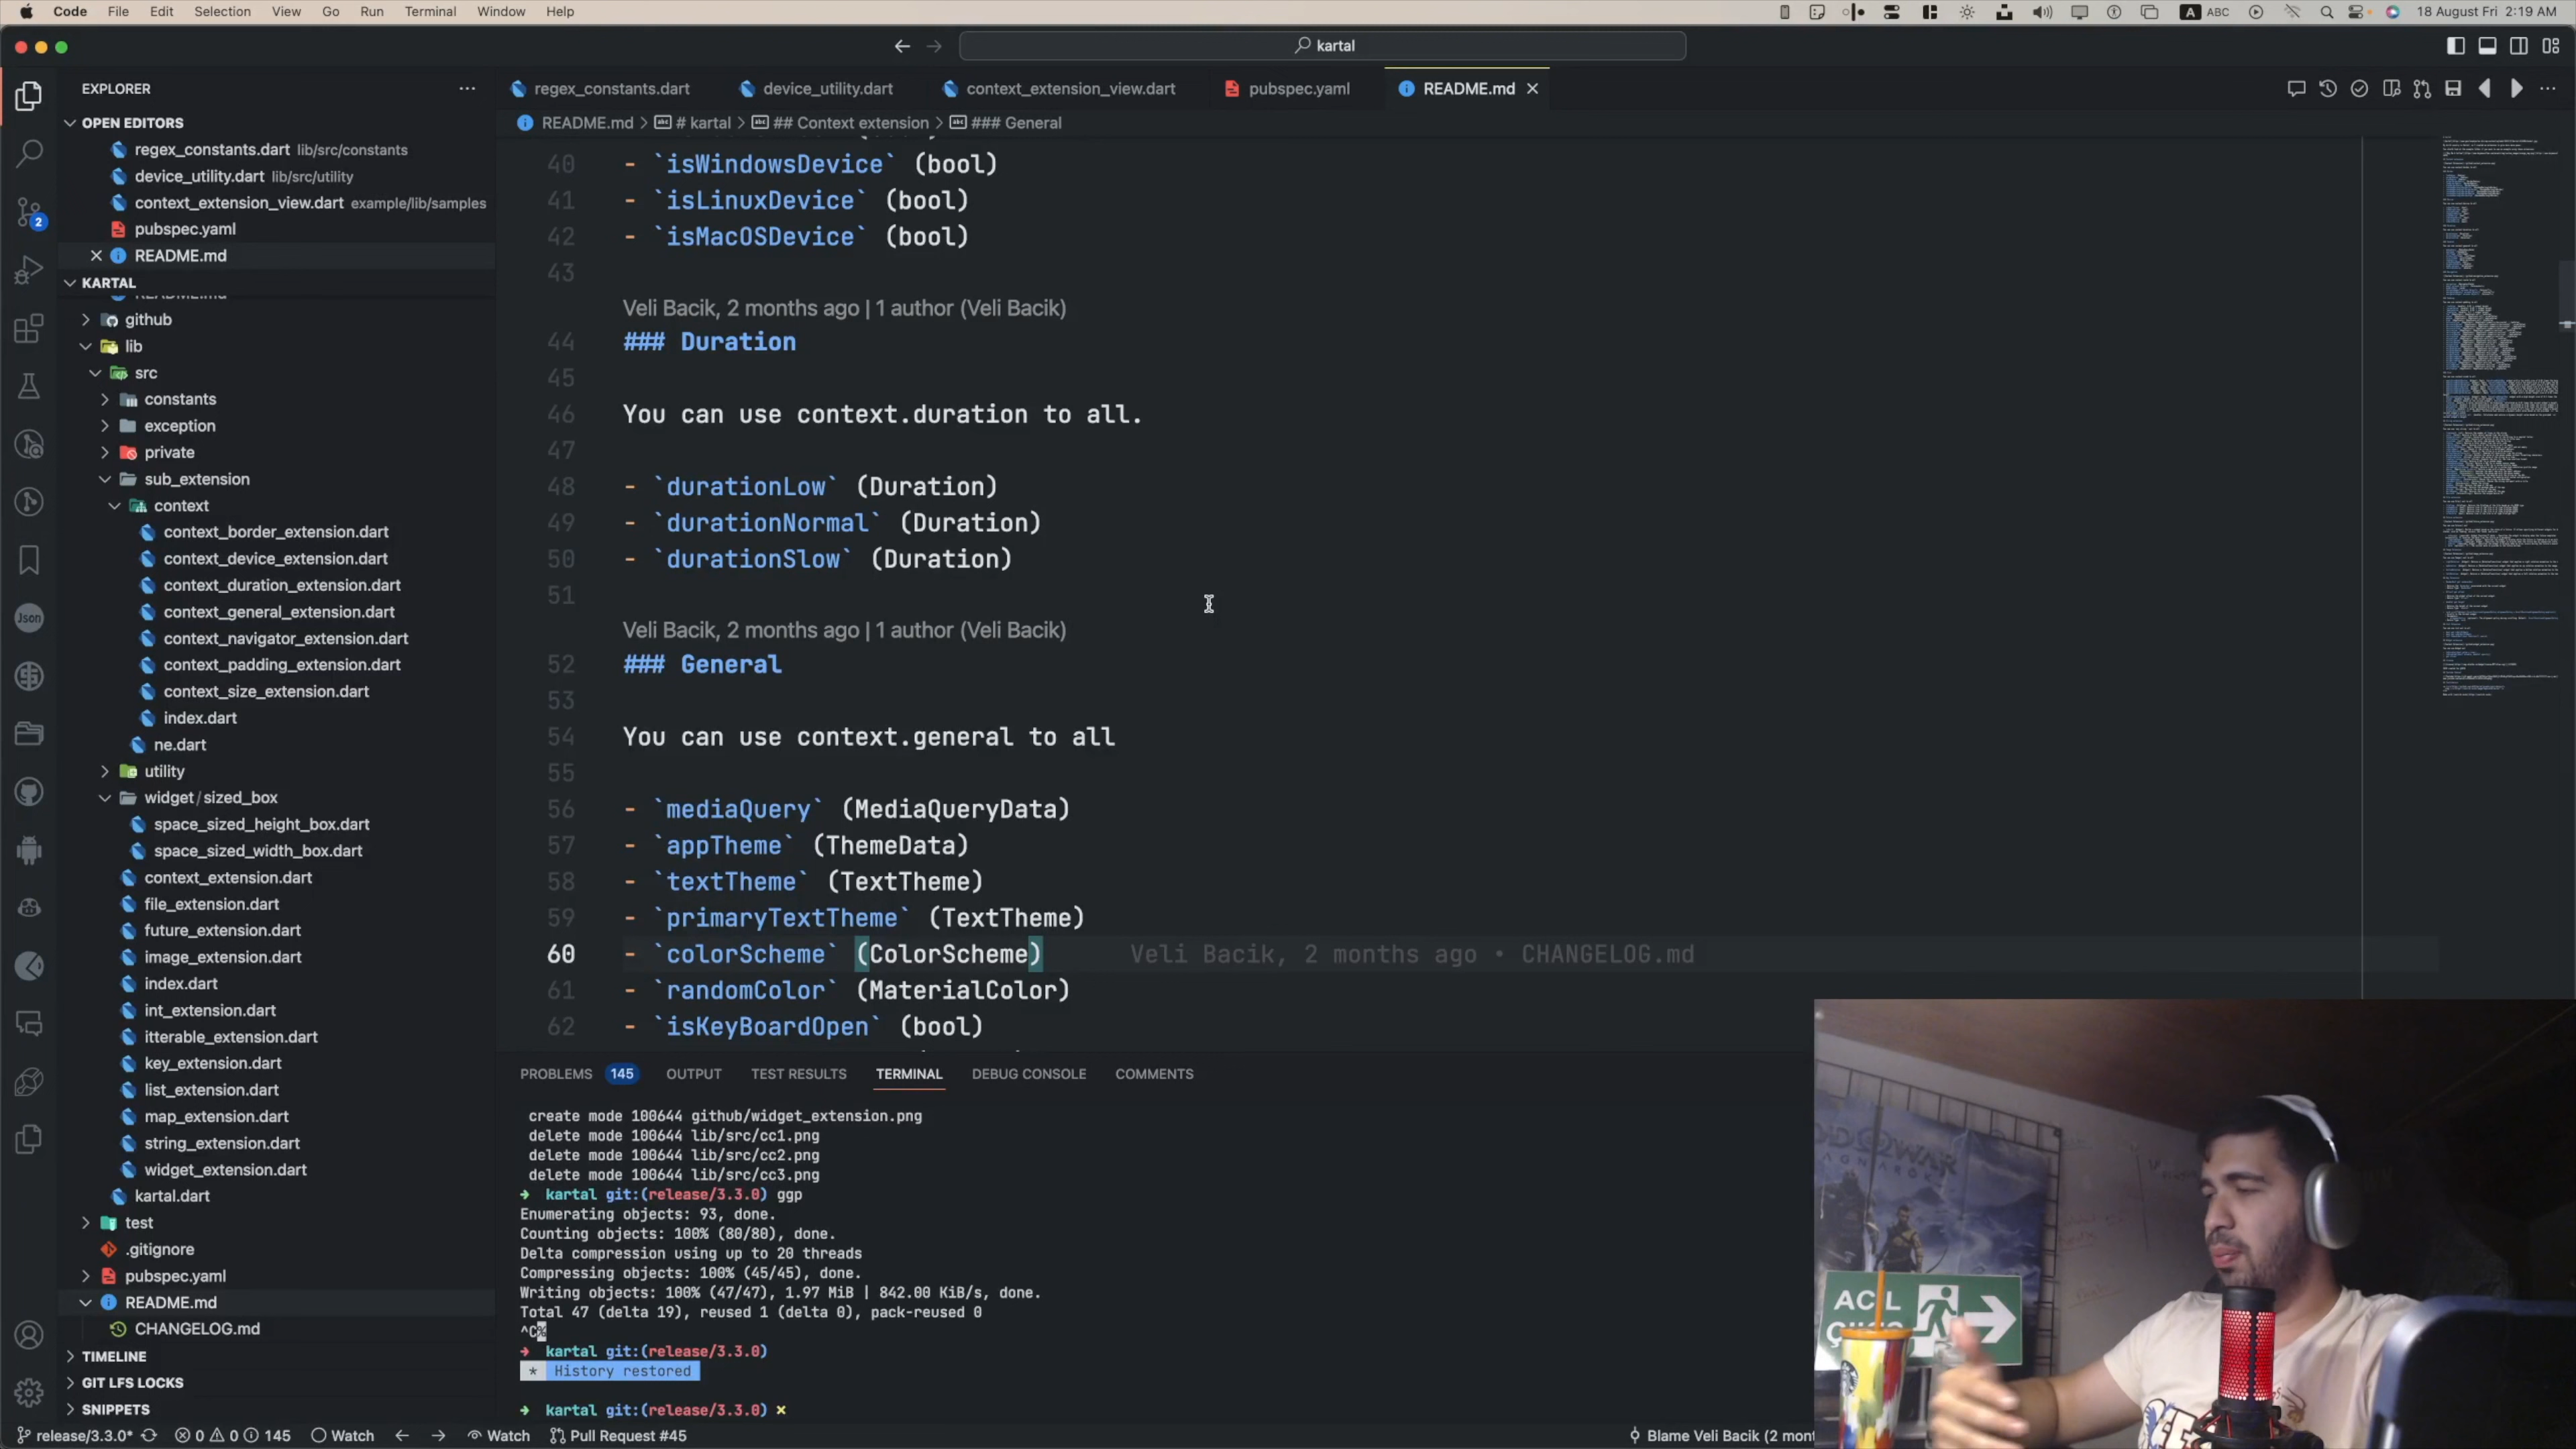 Code File Edit Selection View Go Run Terminal Window Help
A ABC 18 August Fri 2:19 AM
kartal
EXPLORER
OPEN EDITORS
regex_constants.dart lib/src/constants
device_utility.dart lib/src/utility
context_extension_view.dart example/lib/samples
pubspec.yaml
README.md
KARTAL
README.md
github
lib
src
constants
exception
private
sub_extension
context
context_border_extension.dart
context_device_extension.dart
context_duration_extension.dart
context_general_extension.dart
context_navigator_extension.dart
context_padding_extension.dart
context_size_extension.dart
index.dart
ne.dart
utility
widget/sized_box
space_sized_height_box.dart
space_sized_width_box.dart
context_extension.dart
file_extension.dart
future_extension.dart
image_extension.dart
index.dart
int_extension.dart
itterable_extension.dart
key_extension.dart
list_extension.dart
map_extension.dart
string_extension.dart
widget_extension.dart
kartal.dart
test
.gitignore
pubspec.yaml
README.md
CHANGELOG.md
TIMELINE
GIT LFS LOCKS
SNIPPETS
2
Json
regex_constants.dart device_utility.dart context_extension_view.dart pubspec.yaml README.md
README.md > # kartal > ## Context extension > ### General
40 - `isWindowsDevice` (bool)
41 - `isLinuxDevice` (bool)
42 - `isMacOSDevice` (bool)
43
Veli Bacik, 2 months ago | 1 author (Veli Bacik)
44 ### Duration
45
46 You can use context.duration to all.
47
48 - `durationLow` (Duration)
49 - `durationNormal` (Duration)
50 - `durationSlow` (Duration)
51
Veli Bacik, 2 months ago | 1 author (Veli Bacik)
52 ### General
53
54 You can use context.general to all
55
56 - `mediaQuery` (MediaQueryData)
57 - `appTheme` (ThemeData)
58 - `textTheme` (TextTheme)
59 - `primaryTextTheme` (TextTheme)
60 - `colorScheme` (ColorScheme) Veli Bacik, 2 months ago • CHANGELOG.md
61 - `randomColor` (MaterialColor)
62 - `isKeyBoardOpen` (bool)
PROBLEMS 145 OUTPUT TEST RESULTS TERMINAL DEBUG CONSOLE COMMENTS
create mode 100644 github/widget_extension.png
delete mode 100644 lib/src/cc1.png
delete mode 100644 lib/src/cc2.png
delete mode 100644 lib/src/cc3.png
➜ kartal git:(release/3.3.0) ggp
Enumerating objects: 93, done.
Counting objects: 100% (80/80), done.
Delta compression using up to 20 threads
Compressing objects: 100% (45/45), done.
Writing objects: 100% (47/47), 1.97 MiB | 842.00 KiB/s, done.
Total 47 (delta 19), reused 1 (delta 0), pack-reused 0
^C%
➜ kartal git:(release/3.3.0)
* History restored
➜ kartal git:(release/3.3.0) ×
release/3.3.0* 0 0 145 Watch Watch Pull Request #45 Blame Veli Bacik (2 mont
ACİL